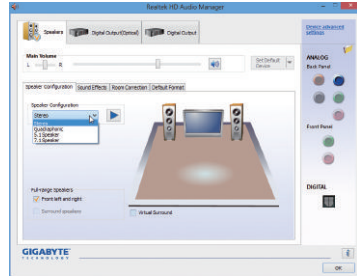 Realtek HD Audio Manager
Speakers
Digital Output(Optical)
Digital Output
Device advanced settings
Main Volume
L
R
Set Default Device
ANALOG
Back Panel
Speaker Configuration
Sound Effects
Room Correction
Default Format
Speaker Configuration
Stereo
Stereo
Quadraphonic
5.1 Speaker
7.1 Speaker
Front Panel
DIGITAL
Full-range Speakers
Front left and right
Surround speakers
Virtual Surround
GIGABYTE
OK